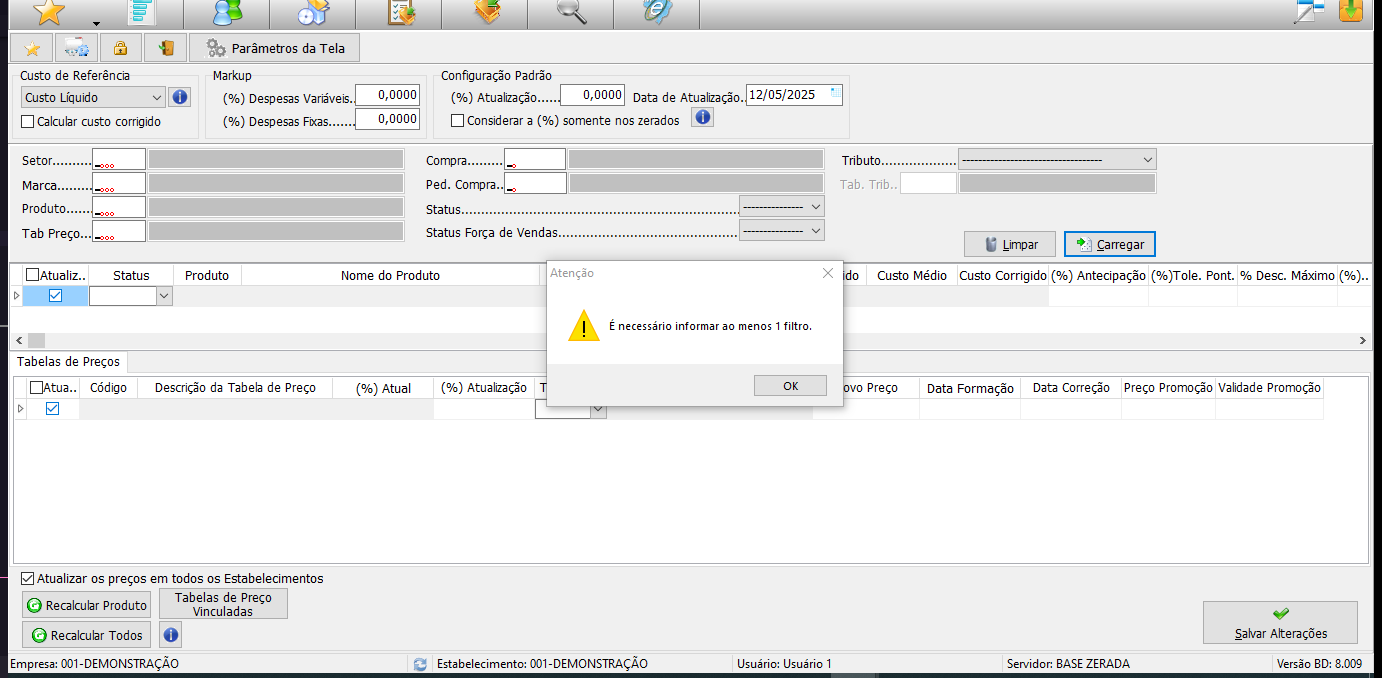 Parâmetros da Tela
Custo de Referência
Markup
Configuração Padrão
Custo Líquido
(%) Despesas Variáveis.. 0,0000
(%) Atualização...... 0,0000
Data de Atualização.. 12/05/2025
Calcular custo corrigido
(%) Despesas Fixas....... 0,0000
Considerar a (%) somente nos zerados
Setor..........
Compra.........
Tributo.................. -----------------------------------
Marca.........
Ped. Compra..
Tab. Trib..
Produto......
Status...................................................................... ---------------
Tab Preço...
Status Força de Vendas............................................. ---------------
Limpar
Carregar
Atualiz.. Status Produto Nome do Produto Custo Médio Custo Corrigido (%) Antecipação (%)Tole. Pont. % Desc. Máximo (%)..
Atenção
É necessário informar ao menos 1 filtro.
OK
Tabelas de Preços
Atua.. Código Descrição da Tabela de Preço (%) Atual (%) Atualização Data Formação Data Correção Preço Promoção Validade Promoção
Atualizar os preços em todos os Estabelecimentos
Recalcular Produto
Tabelas de Preço
Vinculadas
Recalcular Todos
Salvar Alterações
Empresa: 001-DEMONSTRAÇÃO
Estabelecimento: 001-DEMONSTRAÇÃO
Usuário: Usuário 1
Servidor: BASE ZERADA
Versão BD: 8.009